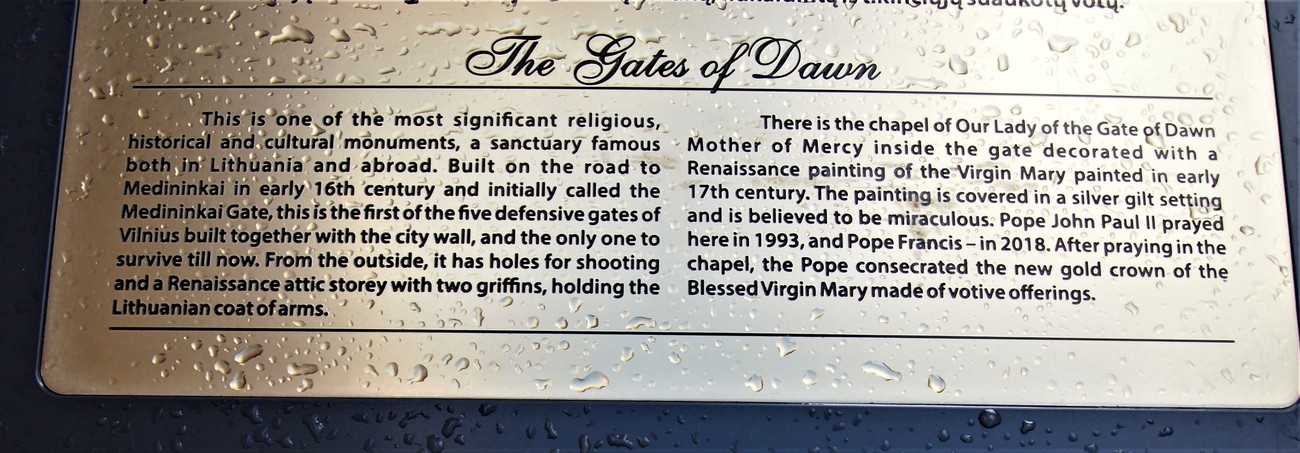 suaukotų votų.
The Gates of Dawn
This is one of the most significant religious,
historical and cultural monuments, a sanctuary famous
both in Lithuania and abroad. Built on the road to
Medininkai in early 16th century and initially called the
Medininkai Gate, this is the first of the five defensive gates of
Vilnius built together with the city wall, and the only one to
survive till now. From the outside, it has holes for shooting
and a Renaissance attic storey with two griffins, holding the
Lithuanian coat of arms.
There is the chapel of Our Lady of the Gate of Dawn
Mother of Mercy inside the gate decorated with a
Renaissance painting of the Virgin Mary painted in early
17th century. The painting is covered in a silver gilt setting
and is believed to be miraculous. Pope John Paul II prayed
here in 1993, and Pope Francis – in 2018. After praying in the
chapel, the Pope consecrated the new gold crown of the
Blessed Virgin Mary made of votive offerings.